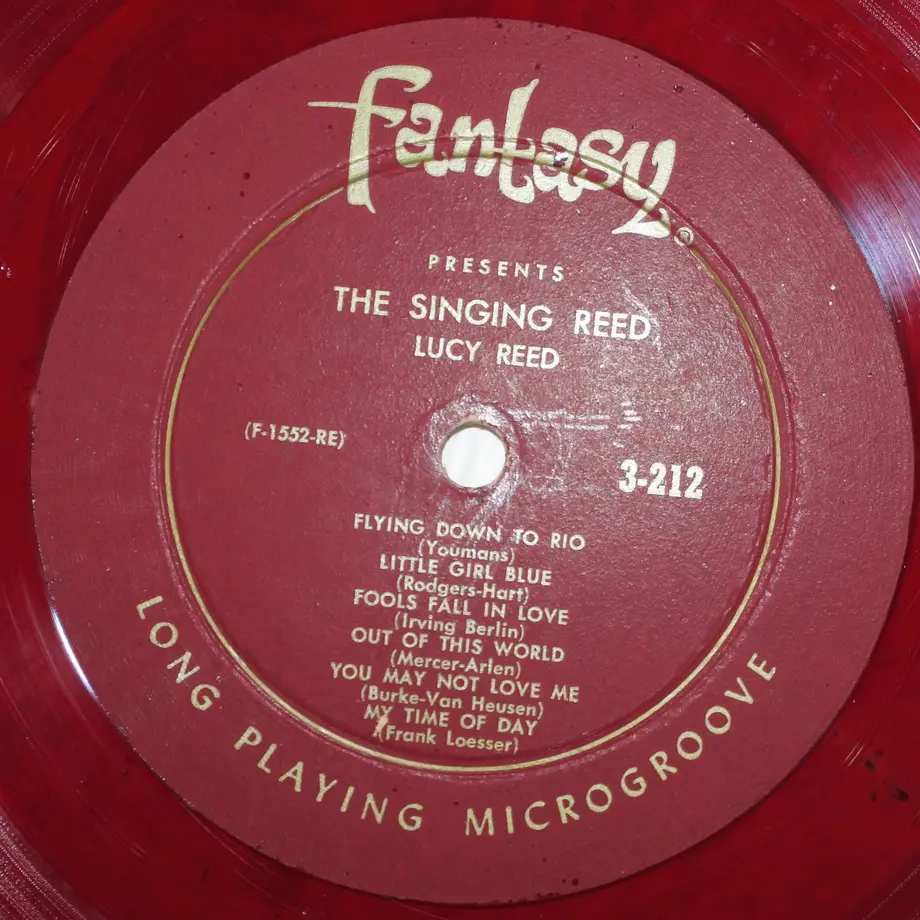 fantasy®
PRESENTS
THE SINGING REED
LUCY REED
(F-1552-RE)
3-212
FLYING DOWN TO RIO
(Youmans)
LITTLE GIRL BLUE
(Rodgers-Hart)
FOOLS FALL IN LOVE
(Irving Berlin)
OUT OF THIS WORLD
(Mercer-Arlen)
YOU MAY NOT LOVE ME
(Burke-Van Heusen)
MY TIME OF DAY
(Frank Loesser)
LONG PLAYING MICROGROOVE